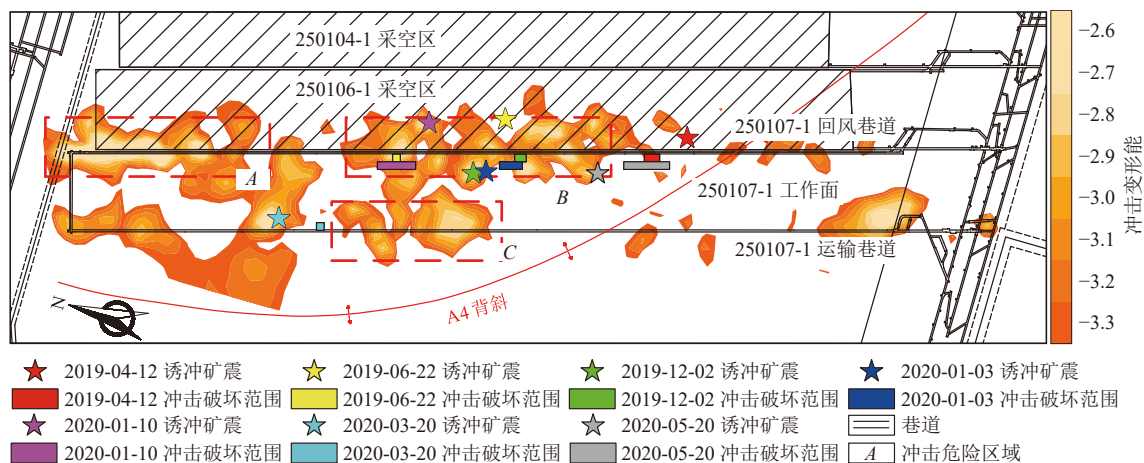 250104-1 采空区
250106-1 采空区
250107-1 回风巷道
A
B
250107-1 工作面
C
250107-1 运输巷道
A4 背斜
N
−2.6
−2.7
−2.8
−2.9
−3.0
−3.1
−3.2
−3.3
冲击变形能
2019-04-12 诱冲矿震
2019-06-22 诱冲矿震
2019-12-02 诱冲矿震
2020-01-03 诱冲矿震
2019-04-12 冲击破坏范围
2019-06-22 冲击破坏范围
2019-12-02 冲击破坏范围
2020-01-03 冲击破坏范围
2020-01-10 诱冲矿震
2020-03-20 诱冲矿震
2020-05-20 诱冲矿震
巷道
2020-01-10 冲击破坏范围
2020-03-20 冲击破坏范围
2020-05-20 冲击破坏范围
A 冲击危险区域